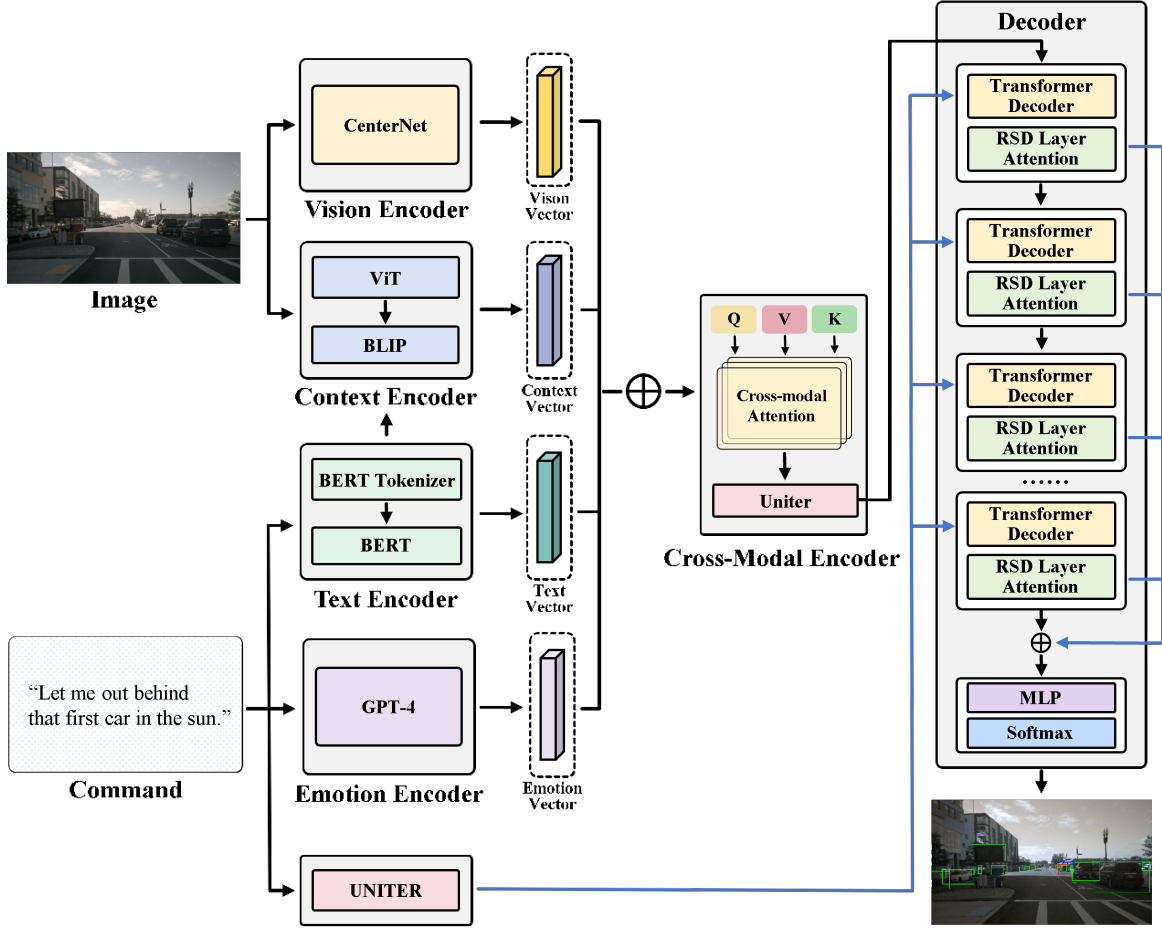 Decoder
Transformer
Decoder
RSD Layer
Attention
Transformer
Decoder
RSD Layer
Attention
Transformer
Decoder
RSD Layer
Attention
......
Transformer
Decoder
RSD Layer
Attention
MLP
Softmax
CenterNet
Vision Encoder
Vison
Vector
Image
ViT
BLIP
Context Encoder
Context
Vector
Q V K
Cross-modal
Attention
Uniter
Cross-Modal Encoder
BERT Tokenizer
BERT
Text Encoder
Text
Vector
“Let me out behind
that first car in the sun.”
Command
GPT-4
Emotion Encoder
Emotion
Vector
UNITER